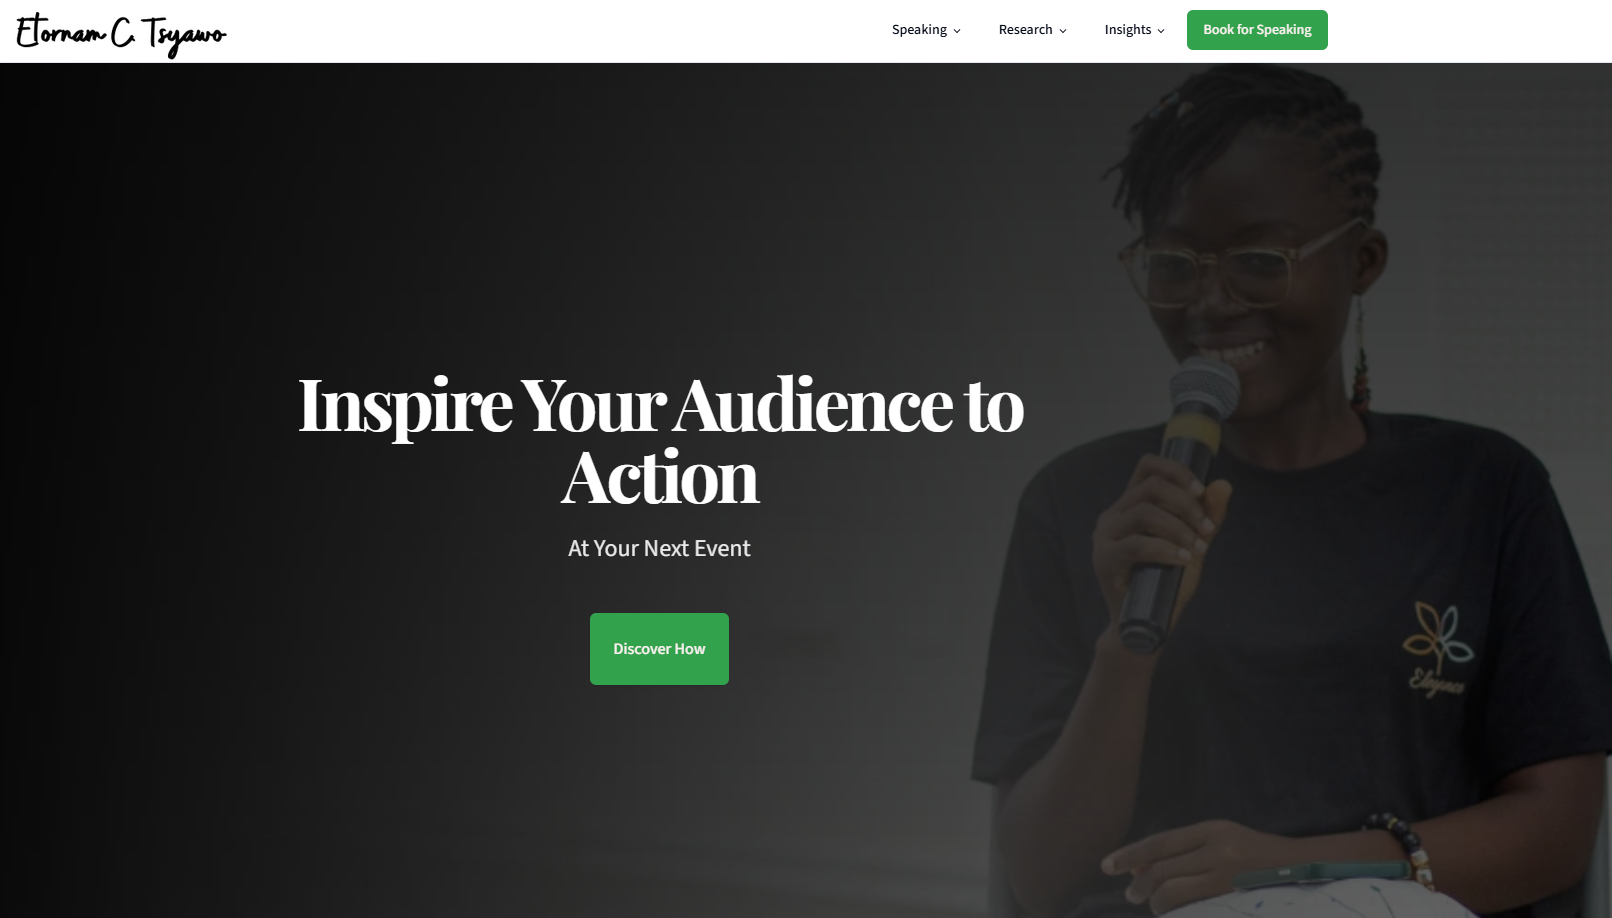 Etornam C. Tsyawo
Speaking
Research
Insights
Book for Speaking
Inspire Your Audience to
Action
At Your Next Event
Discover How
Elegance